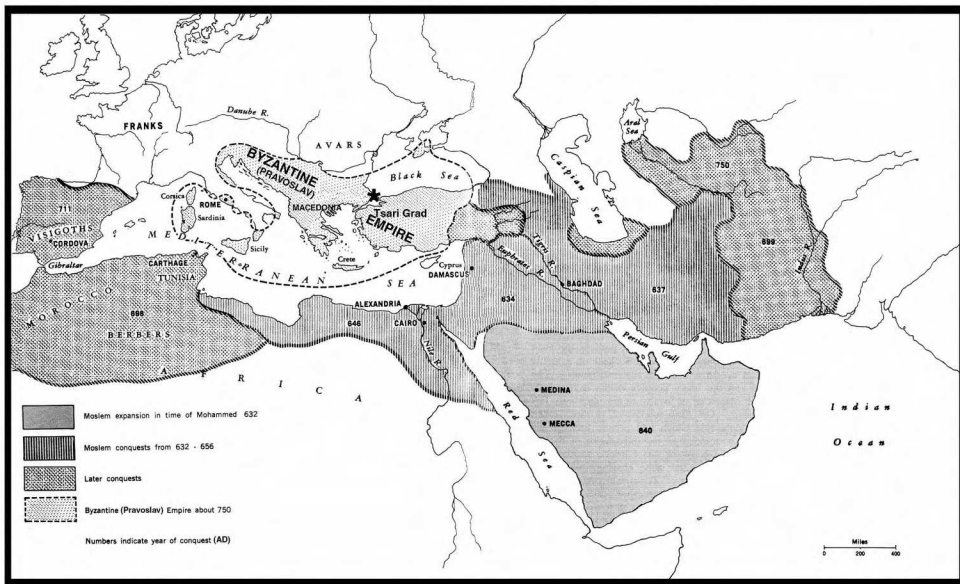 Aral Sea
750
Danube R.
FRANKS
AVARS
Caspian Sea
BYZANTINE
(PRAVOSLAV)
Black Sea
711
VISIGOTHS
CORDOVA
Corsica
ROME
Sardinia
MACEDONIA
Tsari Grad
EMPIRE
699
Indus R.
MEDITERRANEAN SEA
Sicily
Crete
Cyprus
Tigris R.
Euphrates R.
Gibraltar
CARTHAGE
TUNISIA
DAMASCUS
BAGHDAD
637
634
MOROCCO
698
BERBERS
ALEXANDRIA
646
CAIRO
Nile R.
Persian Gulf
AFRICA
MEDINA
MECCA
640
Red Sea
Indian Ocean
Moslem expansion in time of Mohammed 632
Moslem conquests from 632 - 656
Later conquests
Byzantine (Pravoslav) Empire about 750
Numbers indicate year of conquest (AD)
Miles
0 200 400